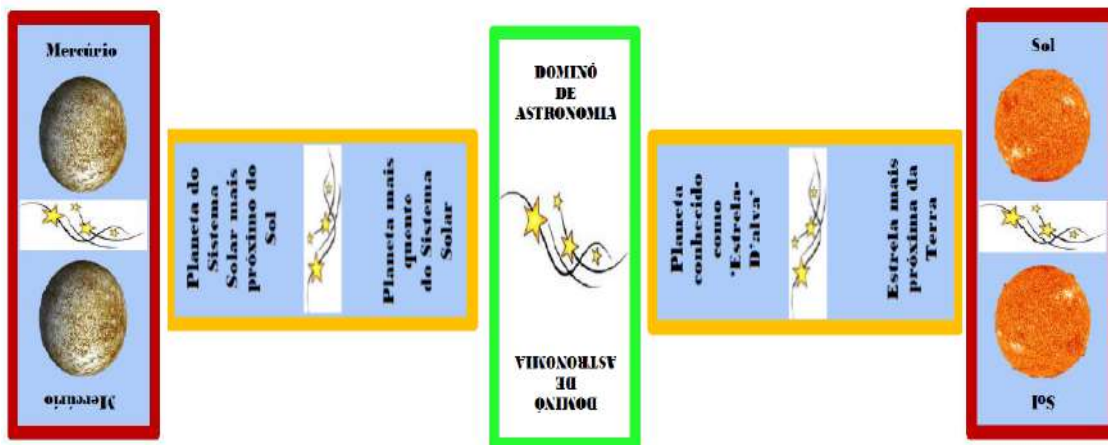 Mercúrio
Mercúrio
Planeta do
Sistema
Solar mais
próximo do
Sol
Planeta mais
quente
do Sistema
Solar
DOMINÓ
DE
ASTRONOMIA
DOMINÓ
DE
ASTRONOMIA
Planeta
conhecido
como
"Estrela-
D'alva"
Estrela mais
próxima da
Terra
Sol
Sol